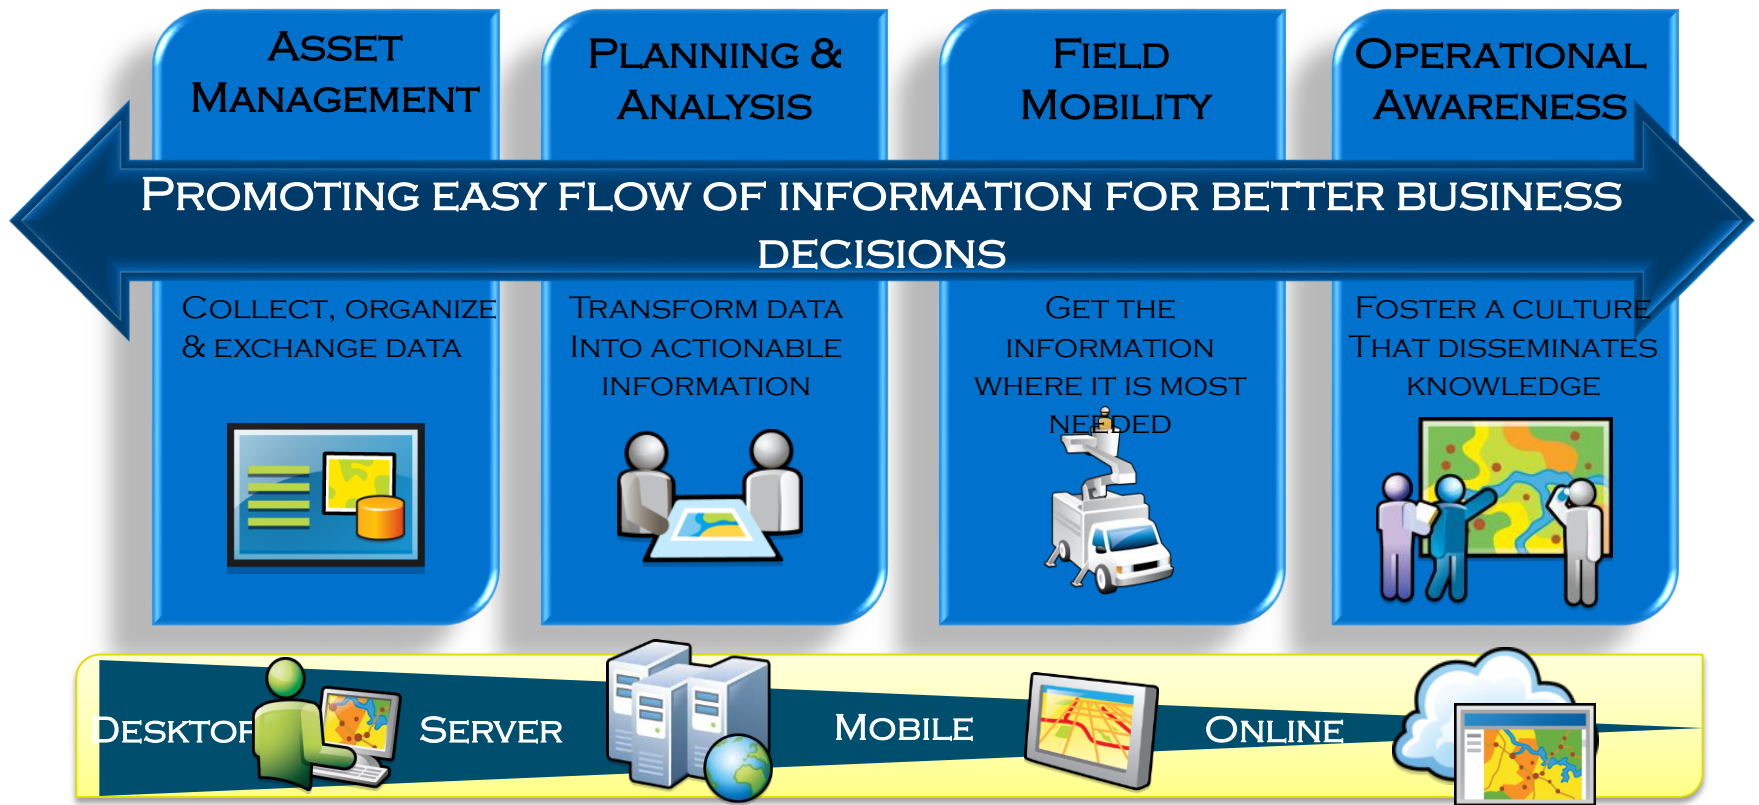 Asset
Management
Planning &
Analysis
Field
Mobility
Operational
Awareness
Promoting easy flow of information for better business
decisions
Collect, organize
& exchange data
Transform data
Into actionable
information
Get the
information
where it is most
needed
Foster a culture
That disseminates
knowledge
Desktop
Server
Mobile
Online